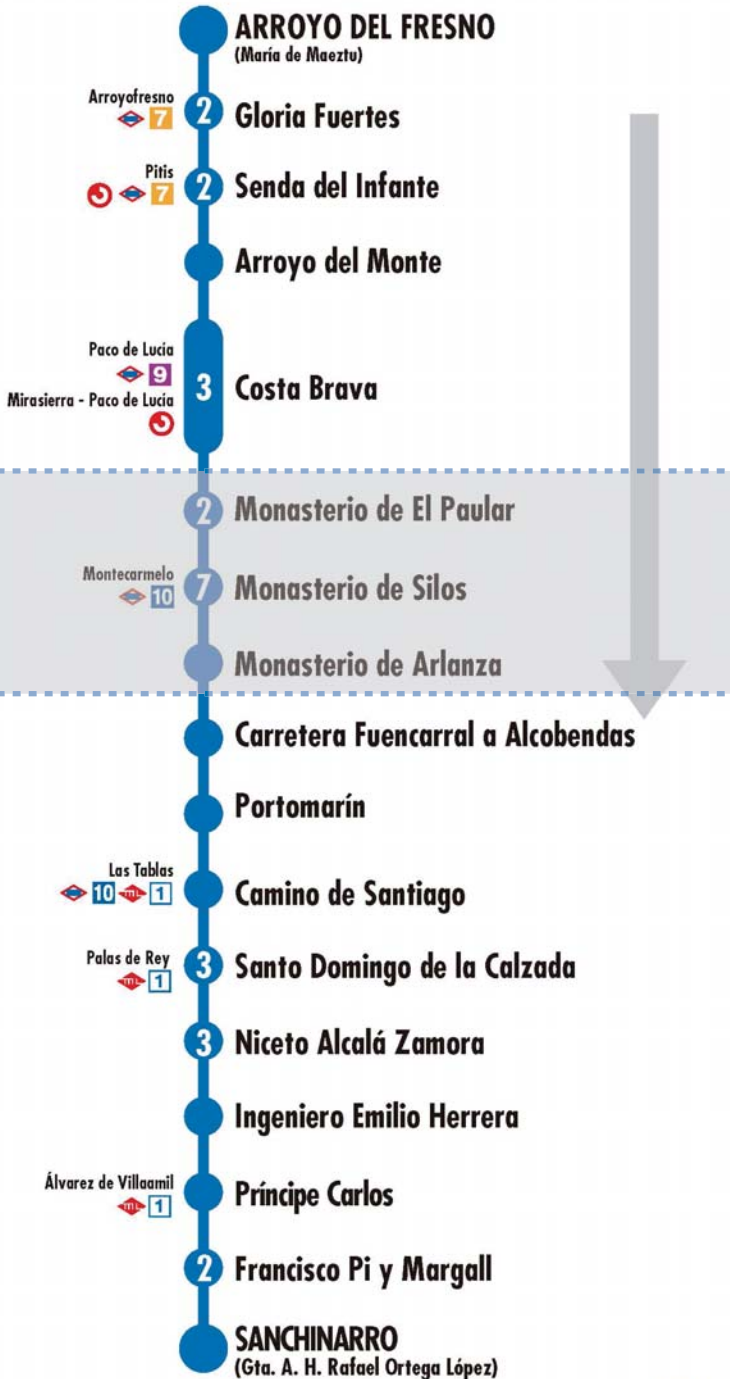 ARROYO DEL FRESNO
(María de Maeztu)
Arroyofresno
7
2
Gloria Fuertes
Pitis
7
2
Senda del Infante
Arroyo del Monte
Paco de Lucía
9
Mirasierra - Paco de Lucía
3
Costa Brava
2
Monasterio de El Paular
Montecarmelo
10
7
Monasterio de Silos
Monasterio de Arlanza
Carretera Fuencarral a Alcobendas
Portomarín
Las Tablas
10 ML 1
Camino de Santiago
Palas de Rey
ML 1
3
Santo Domingo de la Calzada
3
Niceto Alcalá Zamora
Ingeniero Emilio Herrera
Álvarez de Villaamil
ML 1
Príncipe Carlos
2
Francisco Pi y Margall
SANCHINARRO
(Gta. A. H. Rafael Ortega López)